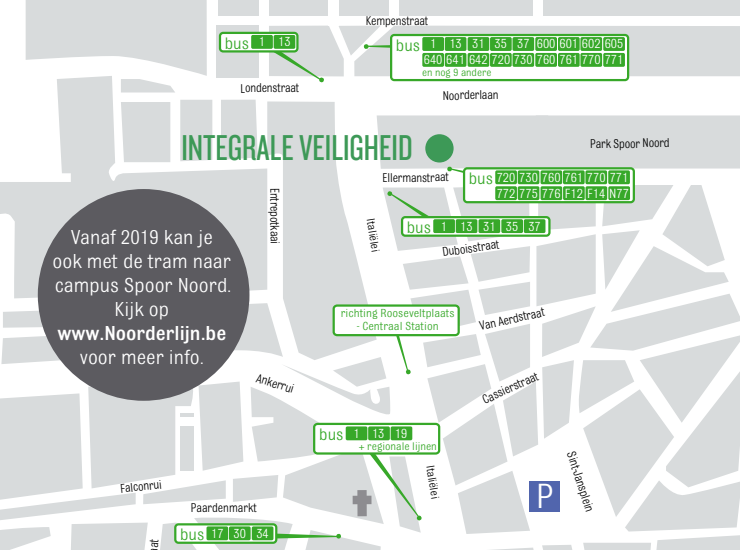 Kempenstraat
bus 1 13
bus 1 13 31 35 37 600 601 602 605
640 641 642 720 730 760 761 770 771
en nog 9 andere
Londenstraat
Noorderlaan
INTEGRALE VEILIGHEID
Park Spoor Noord
Ellermanstraat
bus 720 730 760 761 770 771
772 775 776 F12 F14 N77
Entrepotkaai
Italiëlei
bus 1 13 31 35 37
Duboisstraat
Vanaf 2019 kan je
ook met de tram naar
campus Spoor Noord.
Kijk op
www.Noorderlijn.be
voor meer info.
richting Rooseveltplaats
- Centraal Station
Van Aerdstraat
Ankerrui
Cassierstraat
bus 1 13 19
+ regionale lijnen
Italiëlei
Sint-Jansplein
P
Falconrui
Paardenmarkt
bus 17 30 34
aat